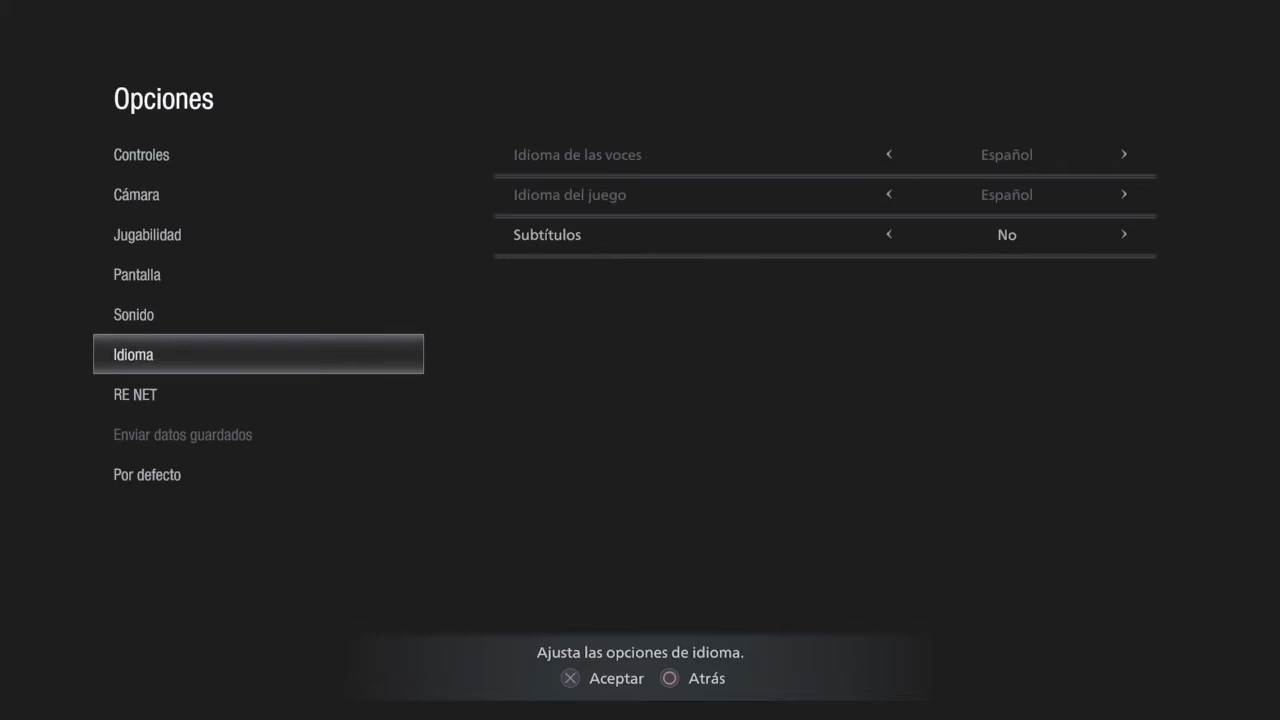 Opciones
Controles
Cámara
Jugabilidad
Pantalla
Sonido
Idioma
RE NET
Enviar datos guardados
Por defecto
Idioma de las voces Español
Idioma del juego Español
Subtítulos No
Ajusta las opciones de idioma.
Aceptar Atrás